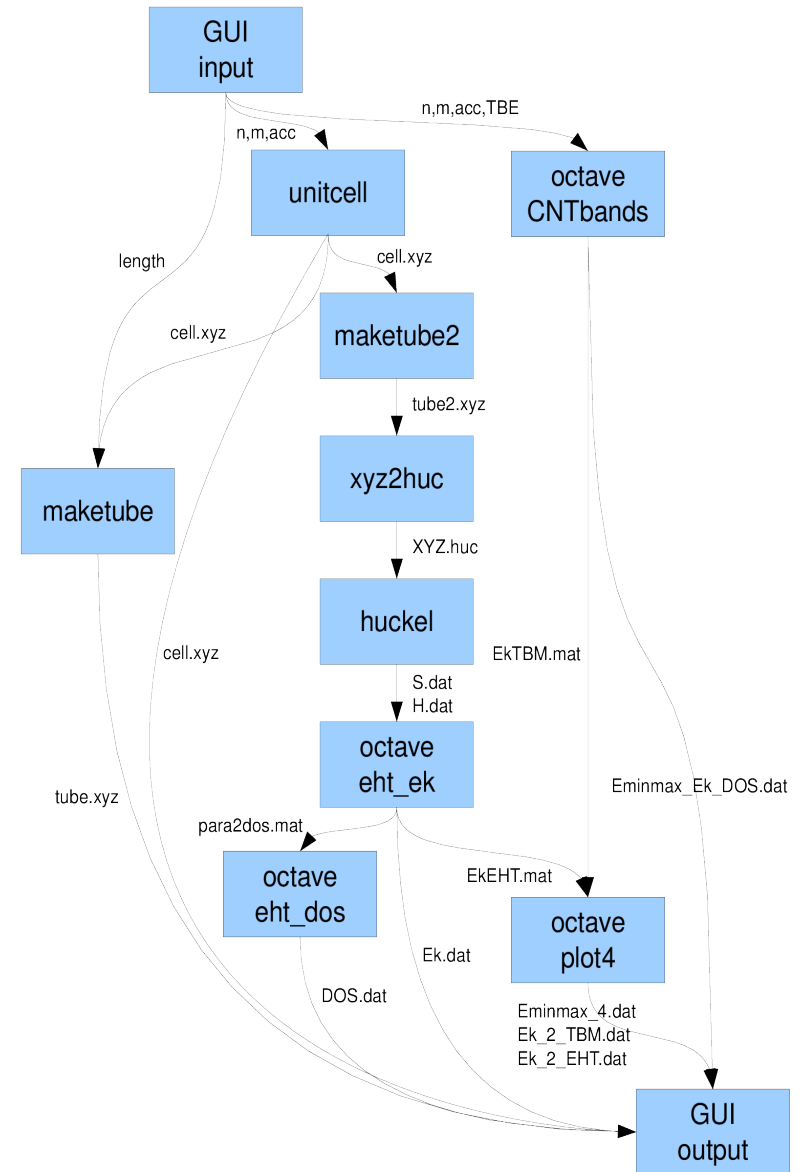 GUI
input
n,m,acc,TBE
n,m,acc
unitcell
octave
CNTbands
length
cell.xyz
cell.xyz
maketube2
tube2.xyz
maketube
xyz2huc
XYZ.huc
huckel
cell.xyz
EkTBM.mat
S.dat
H.dat
octave
eht_ek
Eminmax_Ek_DOS.dat
tube.xyz
para2dos.mat
octave
eht_dos
EkEHT.mat
octave
plot4
Ek.dat
DOS.dat
Eminmax_4.dat
Ek_2_TBM.dat
Ek_2_EHT.dat
GUI
output